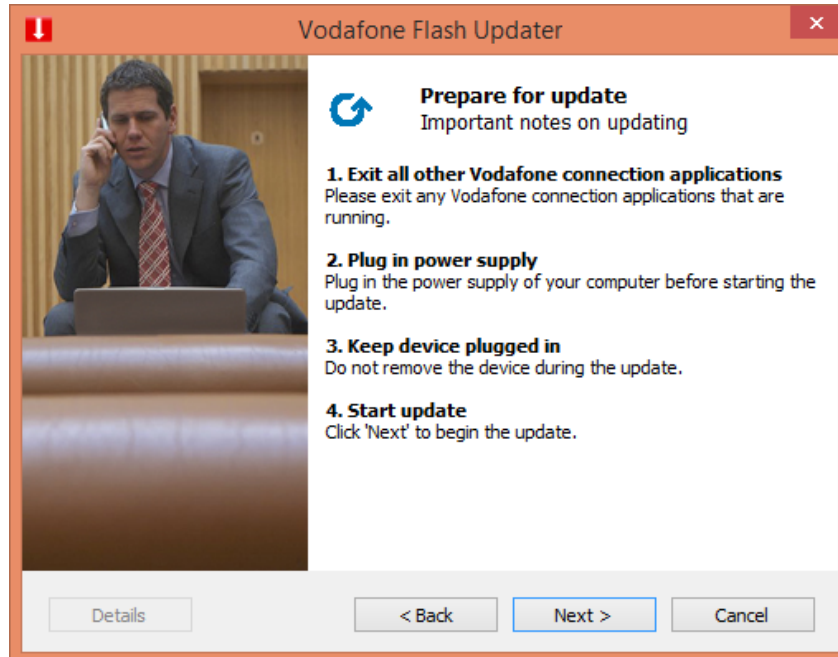 Vodafone Flash Updater
Prepare for update
Important notes on updating
1. Exit all other Vodafone connection applications
Please exit any Vodafone connection applications that are
running.
2. Plug in power supply
Plug in the power supply of your computer before starting the
update.
3. Keep device plugged in
Do not remove the device during the update.
4. Start update
Click 'Next' to begin the update.
Details
< Back
Next >
Cancel